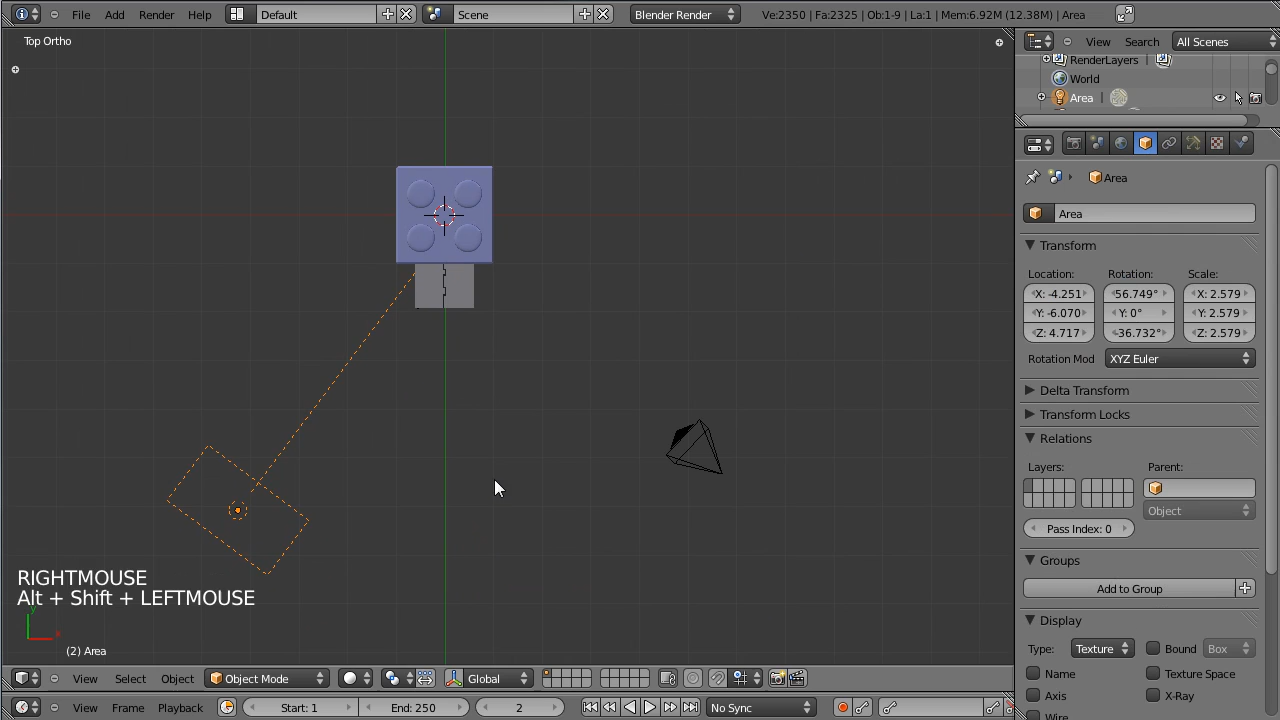 File Add Render Help Default Scene Blender Render Ve:2350 | Fa:2325 | Ob:1-9 | La:1 | Mem:6.92M (12.38M) | Area
Top Ortho
View Search All Scenes
RenderLayers
World
Area
Area
Area
Transform
Location: Rotation: Scale:
X: -4.251 56.749° X: 2.579
Y: -6.070 Y: 0° Y: 2.579
Z: 4.717 -36.732° Z: 2.579
Rotation Mod XYZ Euler
Delta Transform
Transform Locks
Relations
Layers: Parent:
Object
Pass Index: 0
Groups
Add to Group
Display
Type: Texture Bound Box
Name Texture Space
Axis X-Ray
Wire
RIGHTMOUSE
Alt + Shift + LEFTMOUSE
y
x
(2) Area
View Select Object Object Mode Global
View Frame Playback Start: 1 End: 250 2 No Sync